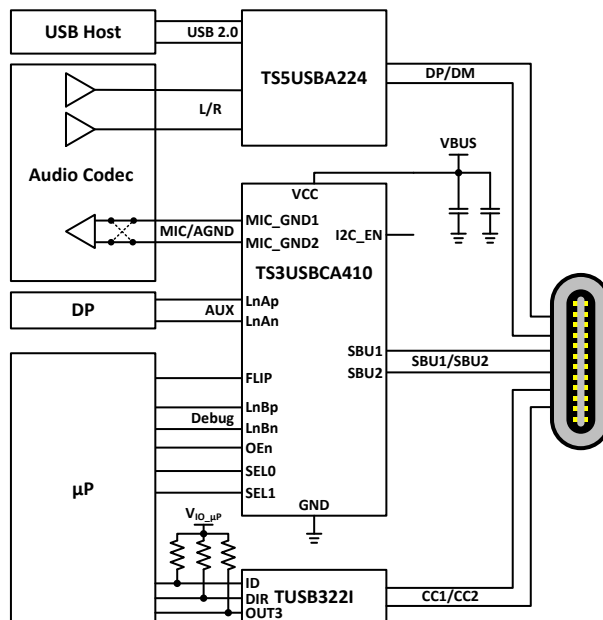 USB Host
USB 2.0
TS5USBA224
DP/DM
L/R
Audio Codec
VBUS
VCC
MIC_GND1
MIC/AGND
MIC_GND2
I2C_EN
TS3USBCA410
DP
AUX
LnAp
LnAn
SBU1
SBU2
SBU1/SBU2
FLIP
LnBp
Debug
LnBn
OEn
SEL0
SEL1
µP
GND
VIO_µP
ID
DIR
OUT3
TUSB322I
CC1/CC2